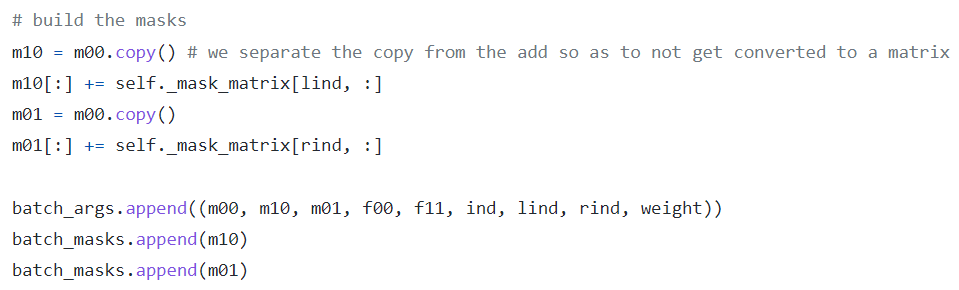 # build the masks
m10 = m00.copy() # we separate the copy from the add so as to not get converted to a matrix
m10[:] += self._mask_matrix[lind, :]
m01 = m00.copy()
m01[:] += self._mask_matrix[rind, :]

batch_args.append((m00, m10, m01, f00, f11, ind, lind, rind, weight))
batch_masks.append(m10)
batch_masks.append(m01)